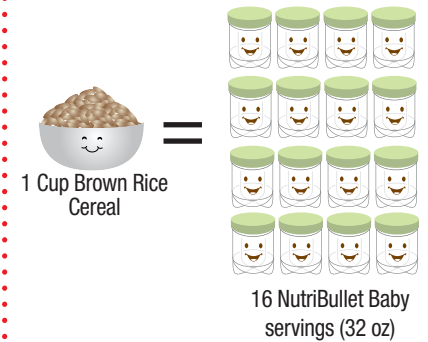 1 Cup Brown Rice
Cereal
16 NutriBullet Baby
servings (32 oz)